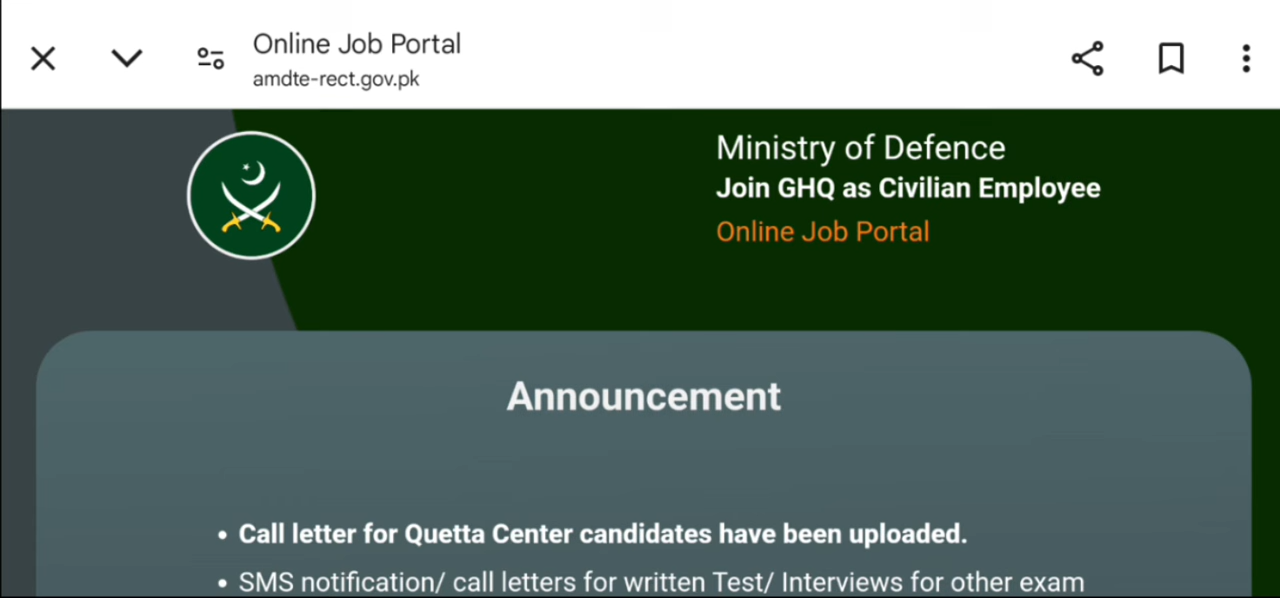 Online Job Portal
amdte-rect.gov.pk
Ministry of Defence
Join GHQ as Civilian Employee
Online Job Portal
Announcement
• Call letter for Quetta Center candidates have been uploaded.
• SMS notification/ call letters for written Test/ Interviews for other exam